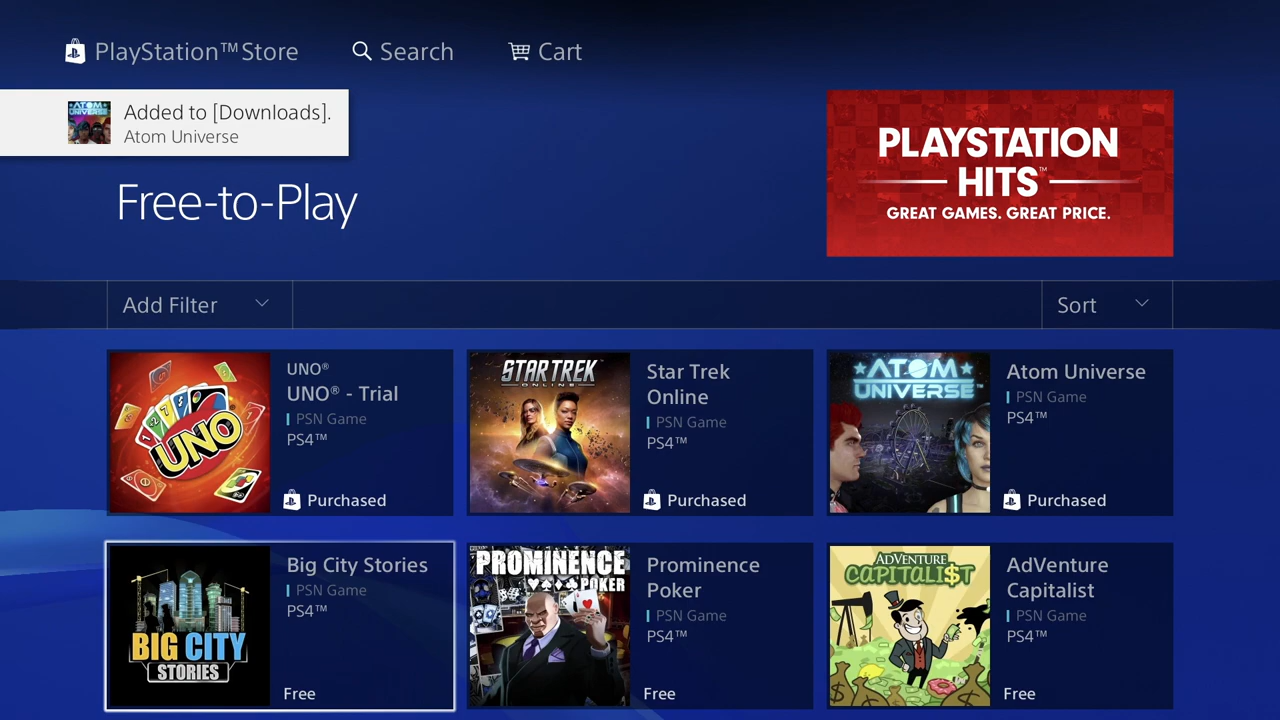 PlayStation™Store
Search
Cart
Added to [Downloads].
Atom Universe
Free-to-Play
PLAYSTATION
HITS™
GREAT GAMES. GREAT PRICE.
Add Filter
Sort
UNO
UNO®
UNO® - Trial
PSN Game
PS4™
Purchased
STAR TREK
ONLINE
Star Trek
Online
PSN Game
PS4™
Purchased
ATOM
UNIVERSE™
Atom Universe
PSN Game
PS4™
Purchased
BIG CITY
STORIES
Big City Stories
PSN Game
PS4™
Free
PROMINENCE
POKER
Prominence
Poker
PSN Game
PS4™
Free
ADVENTURE
CAPITALI$T
AdVenture
Capitalist
PSN Game
PS4™
Free